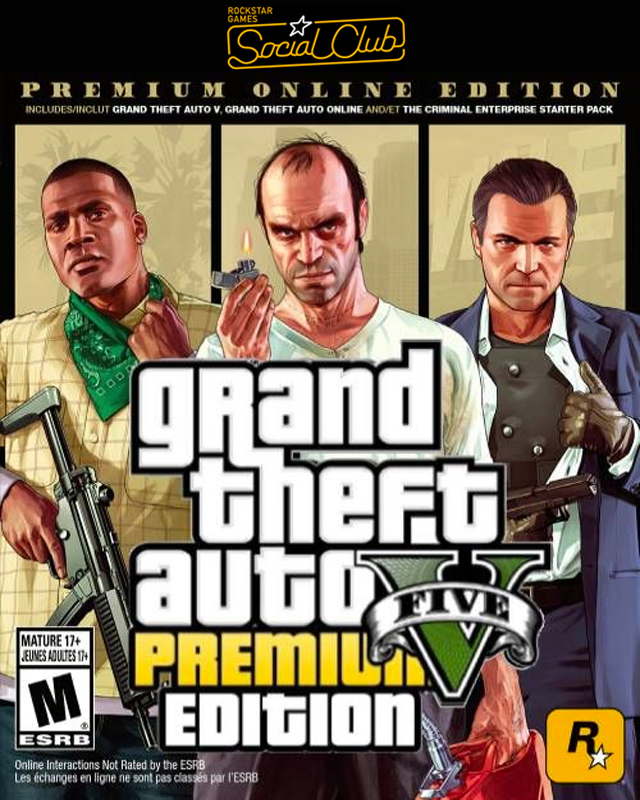 ROCKSTAR
GAMES
Social Club
PREMIUM ONLINE EDITION
INCLUDES/INCLUT GRAND THEFT AUTO V, GRAND THEFT AUTO ONLINE AND/ET THE CRIMINAL ENTERPRISE STARTER PACK
grand
theft
auto V
FIVE
PREMIUM
EDITION
MATURE 17+
JEUNES ADULTES 17+
M
®
ESRB
R
Online Interactions Not Rated by the ESRB
Les échanges en ligne ne sont pas classés par l'ESRB